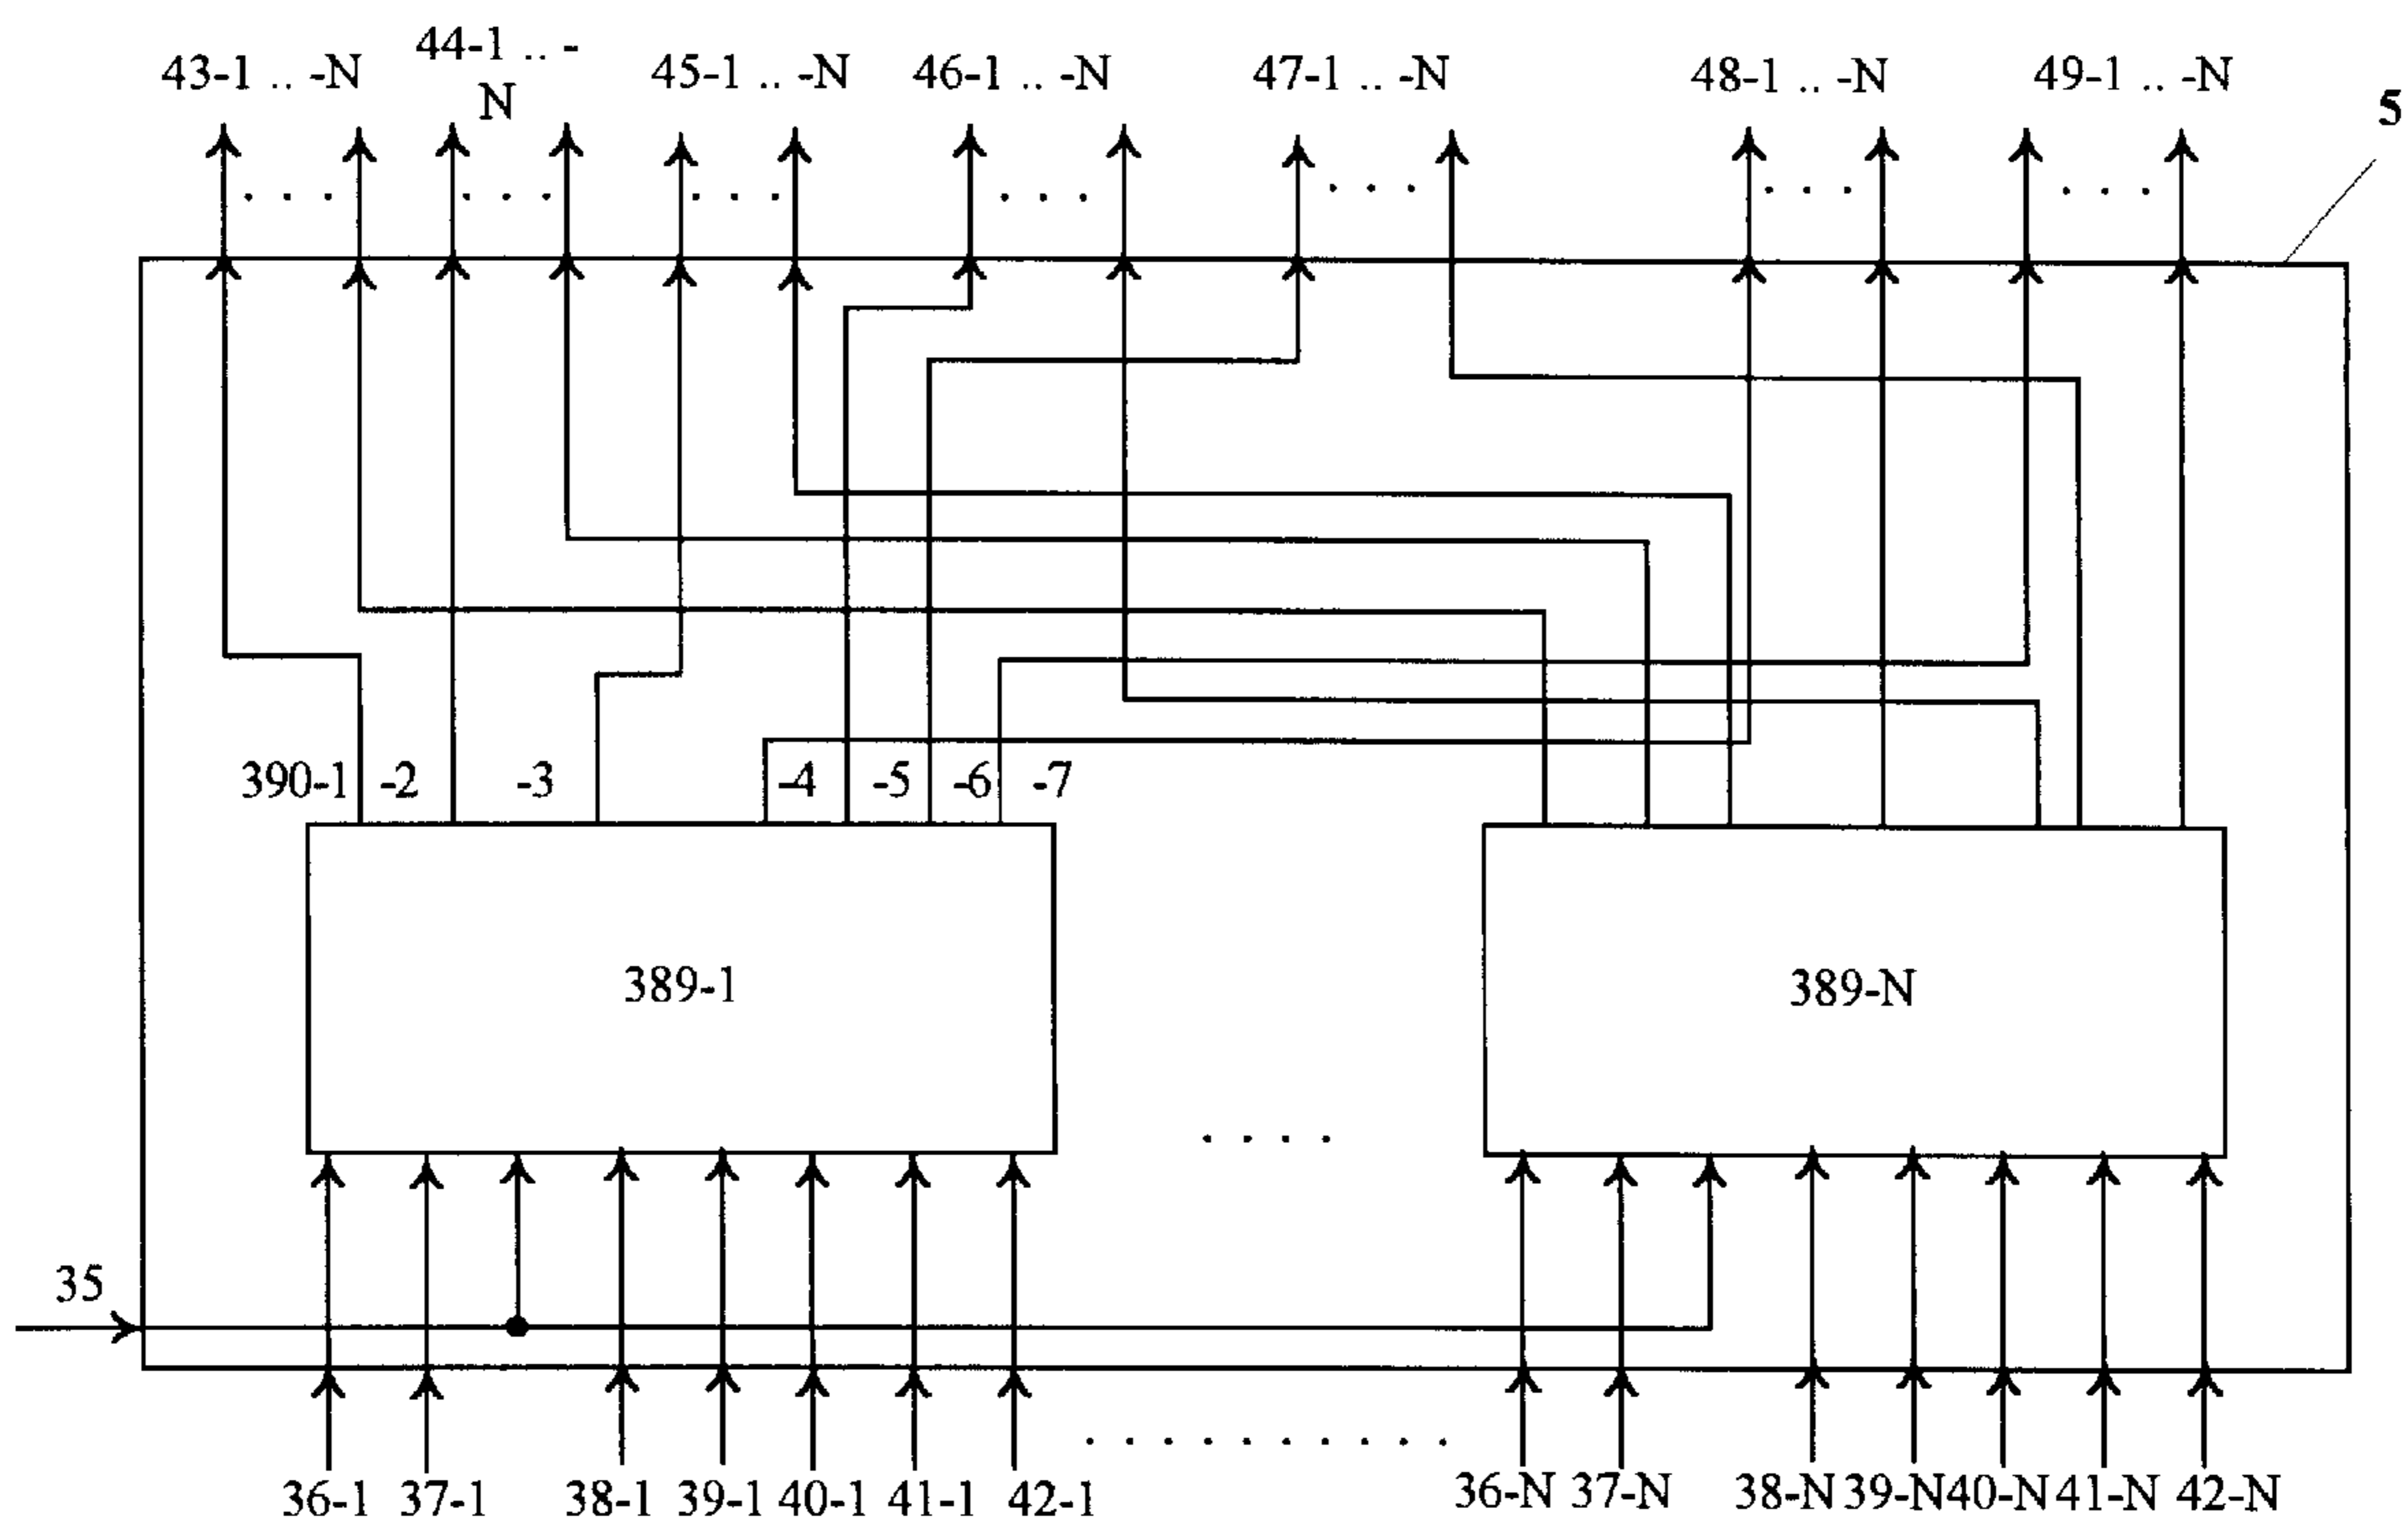 43-1 .. -N
44-1 .. -
N
45-1 .. -N
46-1 .. -N
47-1 .. -N
48-1 .. -N
49-1 .. -N
5
390-1
-2
-3
-4
-5
-6
-7
389-1
389-N
35
36-1
37-1
38-1
39-1
40-1
41-1
42-1
36-N
37-N
38-N
39-N
40-N
41-N
42-N